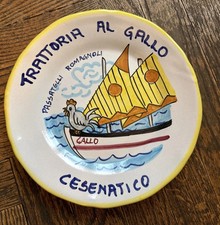 TRATTORIA AL GALLO
PASSATELLI ROMAGNOLI
GALLO
CESENATICO